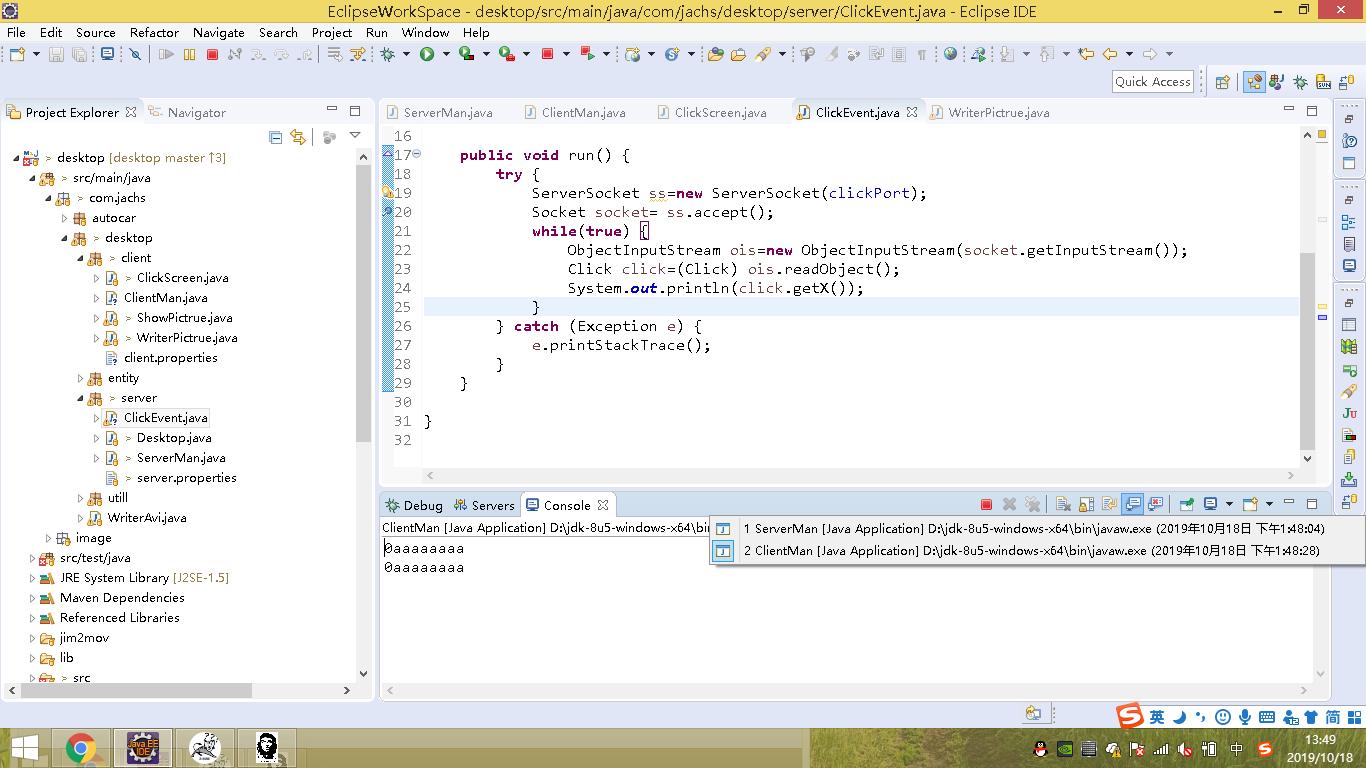 EclipseWorkSpace - desktop/src/main/java/com/jachs/desktop/server/ClickEvent.java - Eclipse IDE
File Edit Source Refactor Navigate Search Project Run Window Help
Quick Access
Project Explorer Navigator
> desktop [desktop master ↑3]
> src/main/java
> com.jachs
autocar
> desktop
> client
> ClickScreen.java
ClientMan.java
> ShowPictrue.java
> WriterPictrue.java
client.properties
entity
> server
ClickEvent.java
> Desktop.java
> ServerMan.java
> server.properties
utill
WriterAvi.java
image
src/test/java
JRE System Library [J2SE-1.5]
Maven Dependencies
Referenced Libraries
jim2mov
lib
> src
ServerMan.java ClientMan.java ClickScreen.java ClickEvent.java WriterPictrue.java
16
17 public void run() {
18 try {
19 ServerSocket ss=new ServerSocket(clickPort);
20 Socket socket= ss.accept();
21 while(true) {
22 ObjectInputStream ois=new ObjectInputStream(socket.getInputStream());
23 Click click=(Click) ois.readObject();
24 System.out.println(click.getX());
25 }
26 } catch (Exception e) {
27 e.printStackTrace();
28 }
29 }
30
31 }
32
Debug Servers Console
ClientMan [Java Application] D:\jdk-8u5-windows-x64\bin
1 ServerMan [Java Application] D:\jdk-8u5-windows-x64\bin\javaw.exe (2019年10月18日 下午1:48:04)
2 ClientMan [Java Application] D:\jdk-8u5-windows-x64\bin\javaw.exe (2019年10月18日 下午1:48:28)
0aaaaaaaa
0aaaaaaaa
Ju
S 英 简
Java EE
IDE
中 S
13:49
2019/10/18